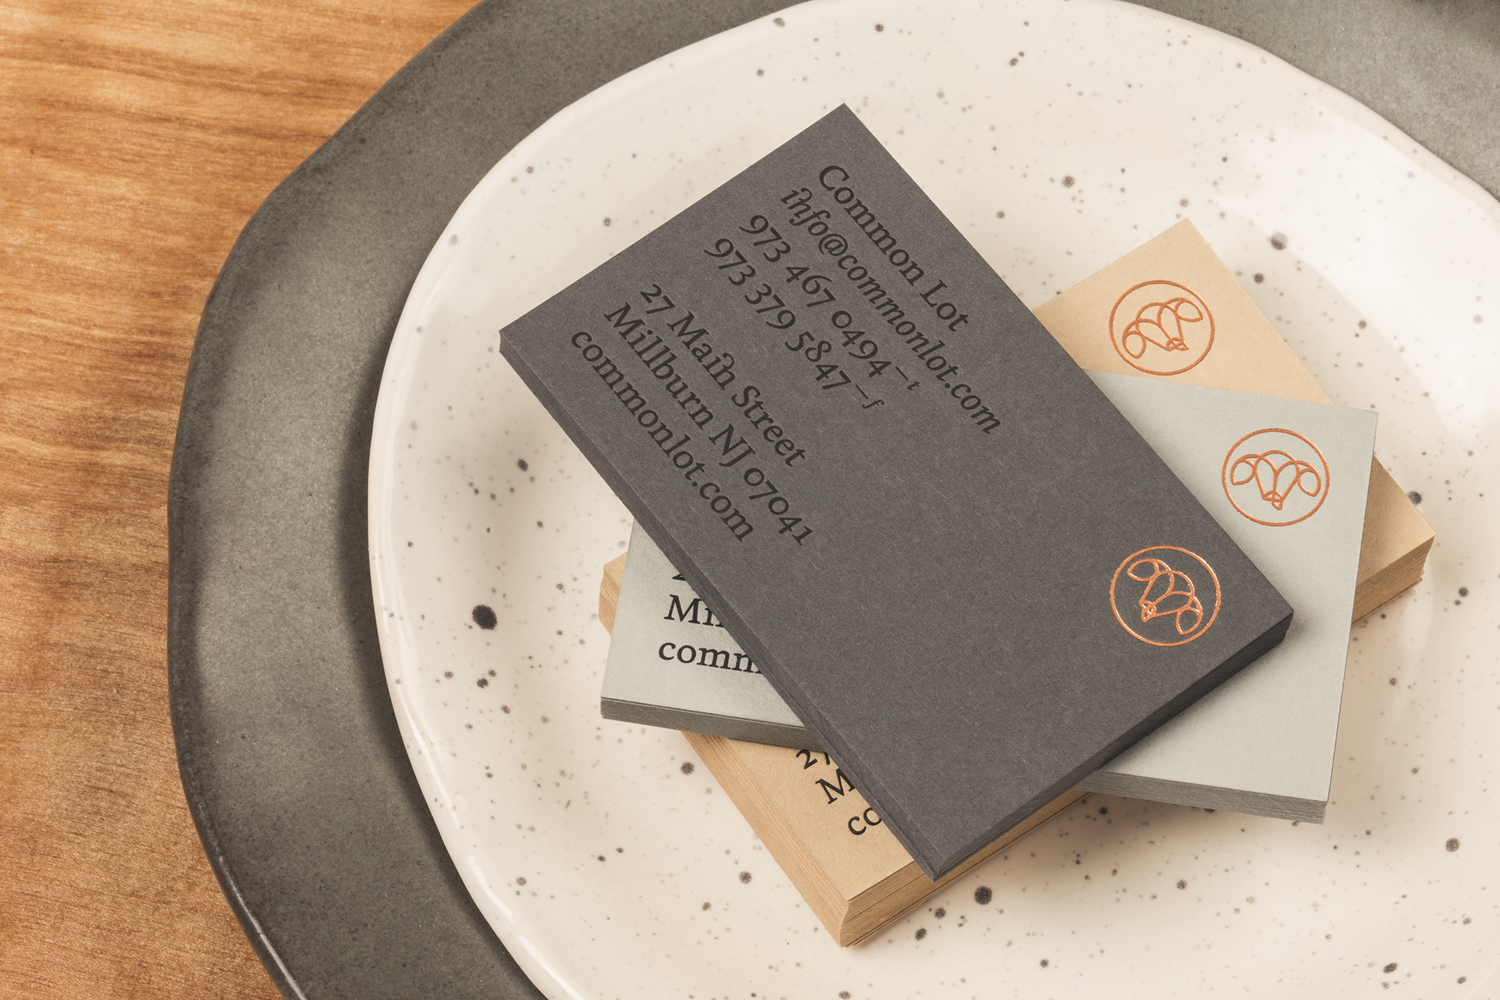 Common Lot
info@commonlot.com
973 467 0494 – t
973 379 5847 – f
27 Main Street
Millburn NJ 07041
commonlot.com